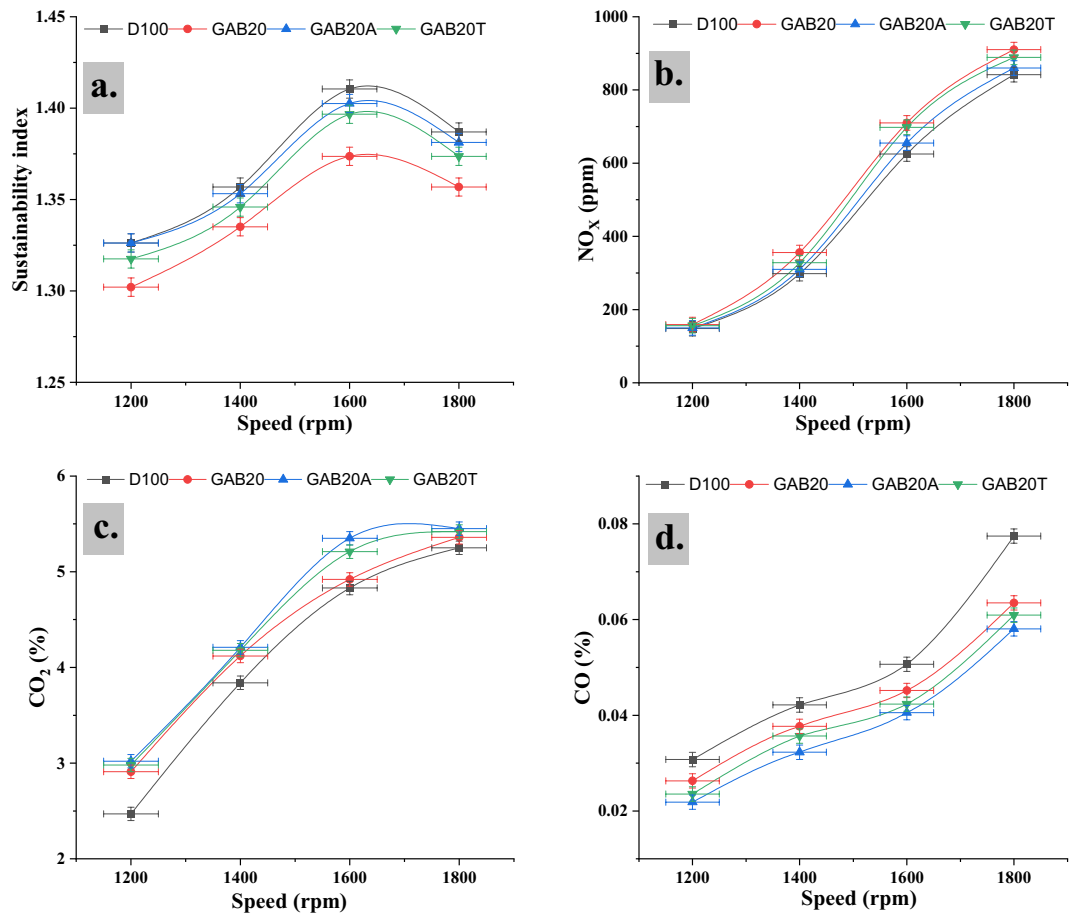 D100 GAB20 GAB20A GAB20T
a.
Sustainability index
1.45
1.40
1.35
1.30
1.25
1200 1400 1600 1800
Speed (rpm)
D100 GAB20 GAB20A GAB20T
b.
NOX (ppm)
1000
800
600
400
200
0
1200 1400 1600 1800
Speed (rpm)
D100 GAB20 GAB20A GAB20T
c.
CO2 (%)
6
5
4
3
2
1200 1400 1600 1800
Speed (rpm)
D100 GAB20 GAB20A GAB20T
d.
CO (%)
0.08
0.06
0.04
0.02
1200 1400 1600 1800
Speed (rpm)